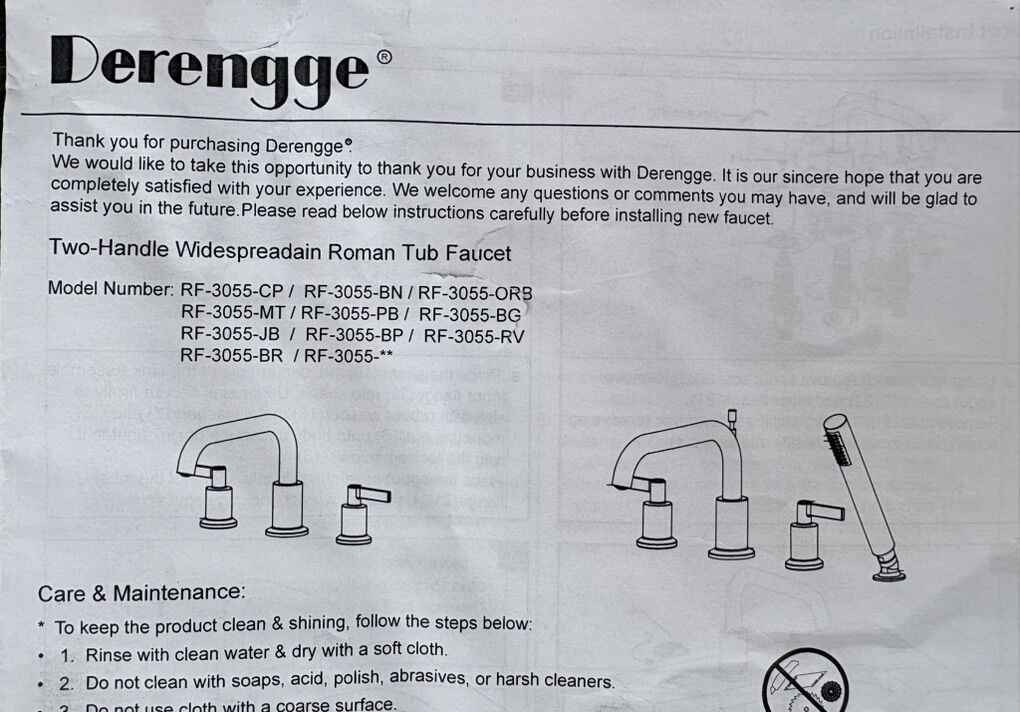 Derengge®
Thank you for purchasing Derengge®.
We would like to take this opportunity to thank you for your business with Derengge. It is our sincere hope that you are
completely satisfied with your experience. We welcome any questions or comments you may have, and will be glad to
assist you in the future.Please read below instructions carefully before installing new faucet.
Two-Handle Widespreadain Roman Tub Faucet
Model Number: RF-3055-CP / RF-3055-BN / RF-3055-ORB
RF-3055-MT / RF-3055-PB / RF-3055-BG
RF-3055-JB / RF-3055-BP / RF-3055-RV
RF-3055-BR / RF-3055-**
Care & Maintenance:
* To keep the product clean & shining, follow the steps below:
• 1. Rinse with clean water & dry with a soft cloth.
• 2. Do not clean with soaps, acid, polish, abrasives, or harsh cleaners.
• 3. Do not use cloth with a coarse surface.